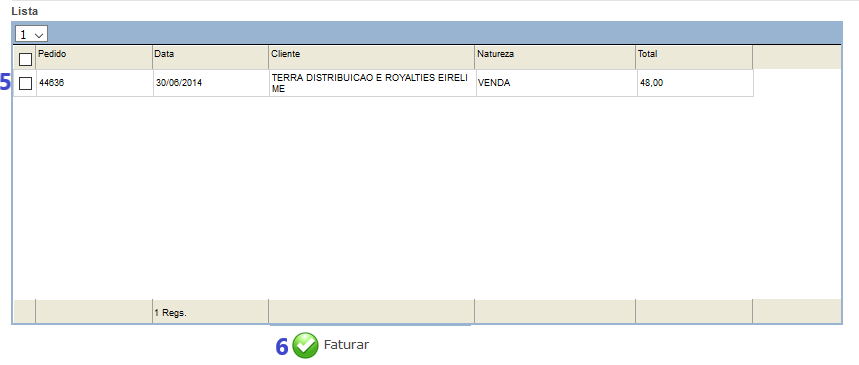 Lista
1
Pedido Data Cliente Natureza Total
5 44636 30/06/2014 TERRA DISTRIBUICAO E ROYALTIES EIRELI VENDA 48,00
ME
1 Regs.
6 Faturar